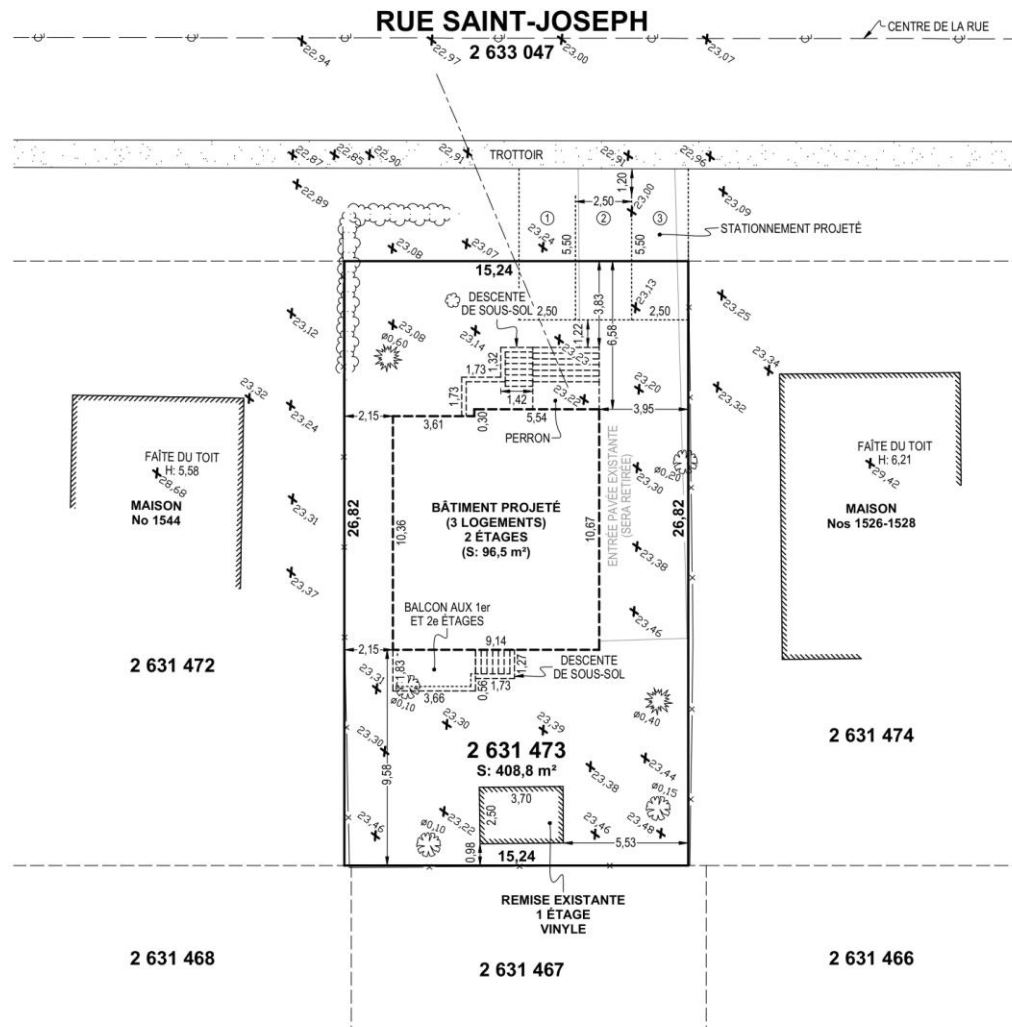 RUE SAINT-JOSEPH
CENTRE DE LA RUE
2 633 047
22,94
22,97
23,00
23,07
22,87
22,85
22,90
22,91
TROTTOIR
22,91
22,96
22,89
1,20
23,00
23,09
2,50
1
2
3
STATIONNEMENT PROJETÉ
23,24
5,50
5,50
23,08
23,07
15,24
23,12
DESCENTE
DE SOUS-SOL
2,50
3,83
6,58
23,13
2,50
23,25
23,08
ø0,60
23,14
1,22
23,23
23,34
23,32
1,73
1,32
1,73
1,42
23,22
23,20
23,32
23,24
2,15
3,61
0,30
5,54
3,95
PERRON
FAÎTE DU TOIT
H: 5,58
28,68
MAISON
No 1544
23,31
26,82
10,36
BÂTIMENT PROJETÉ
(3 LOGEMENTS)
2 ÉTAGES
(S: 96,5 m²)
10,67
ENTRÉE PAVÉE EXISTANTE
(SERA RETIRÉE)
ø0,20
23,30
26,82
FAÎTE DU TOIT
H: 6,21
29,42
MAISON
Nos 1526-1528
23,37
23,38
BALCON AUX 1er
ET 2e ÉTAGES
23,46
9,14
2,15
2 631 472
1,83
1,27
DESCENTE
DE SOUS-SOL
23,31
ø0,10
3,66
0,56
1,73
ø0,40
23,30
23,39
23,30
2 631 473
S: 408,8 m²
2 631 474
9,58
23,38
23,44
ø0,15
3,70
2,50
23,46
ø0,10
23,22
23,46
23,48
5,53
0,98
15,24
REMISE EXISTANTE
1 ÉTAGE
VINYLE
2 631 468
2 631 467
2 631 466